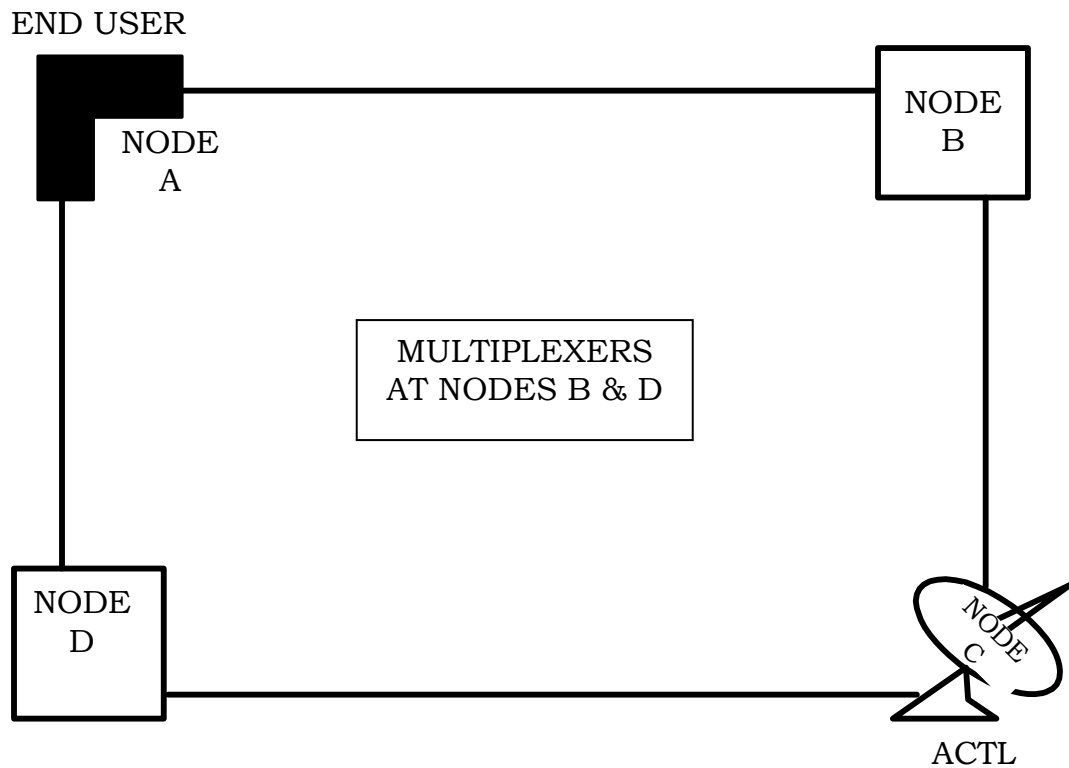 END USER
NODE
A
NODE
B
MULTIPLEXERS
AT NODES B & D
NODE
D
NODE
C
ACTL